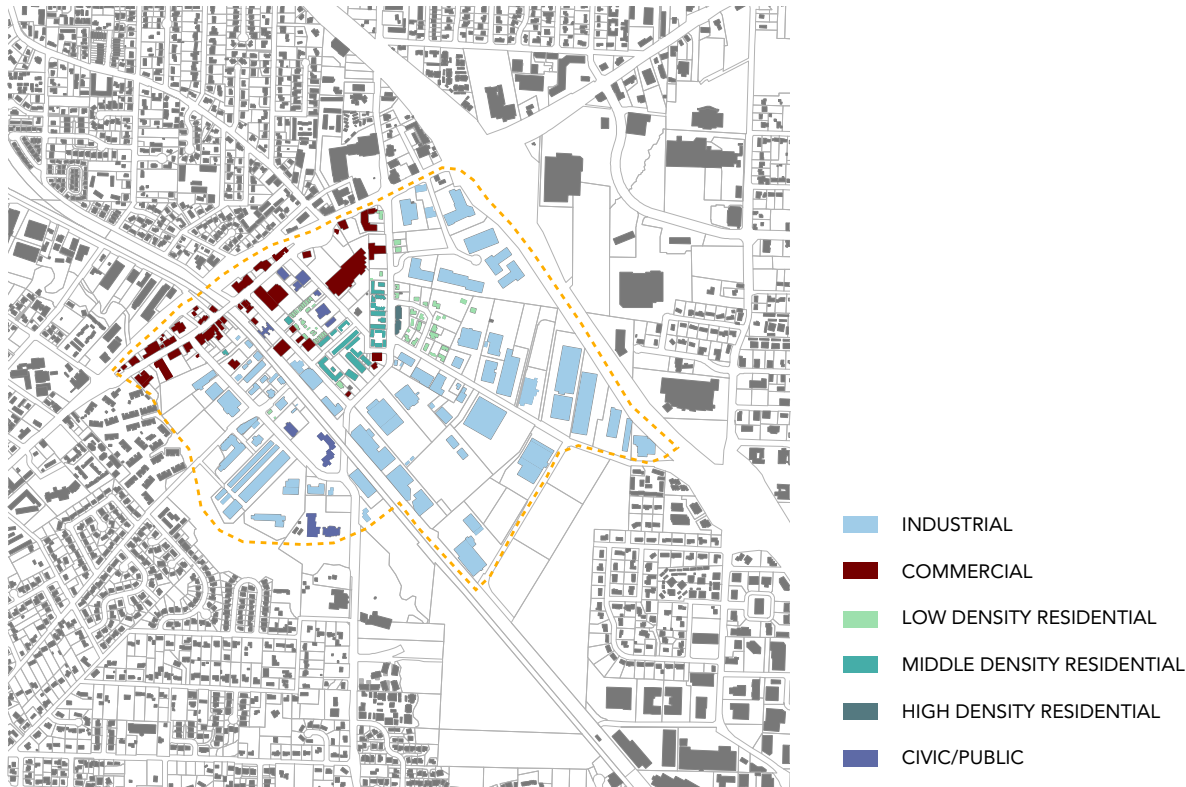 INDUSTRIAL
COMMERCIAL
LOW DENSITY RESIDENTIAL
MIDDLE DENSITY RESIDENTIAL
HIGH DENSITY RESIDENTIAL
CIVIC/PUBLIC